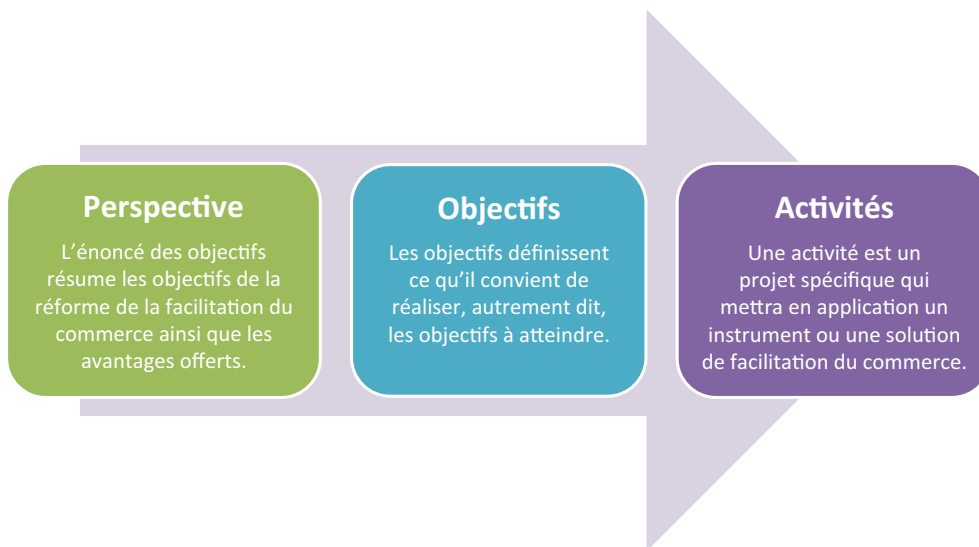 Perspective
L’énoncé des objectifs
résume les objectifs de la
réforme de la facilitation du
commerce ainsi que les
avantages offerts.
Objectifs
Les objectifs définissent
ce qu’il convient de
réaliser, autrement dit,
les objectifs à atteindre.
Activités
Une activité est un
projet spécifique qui
mettra en application un
instrument ou une solution
de facilitation du commerce.